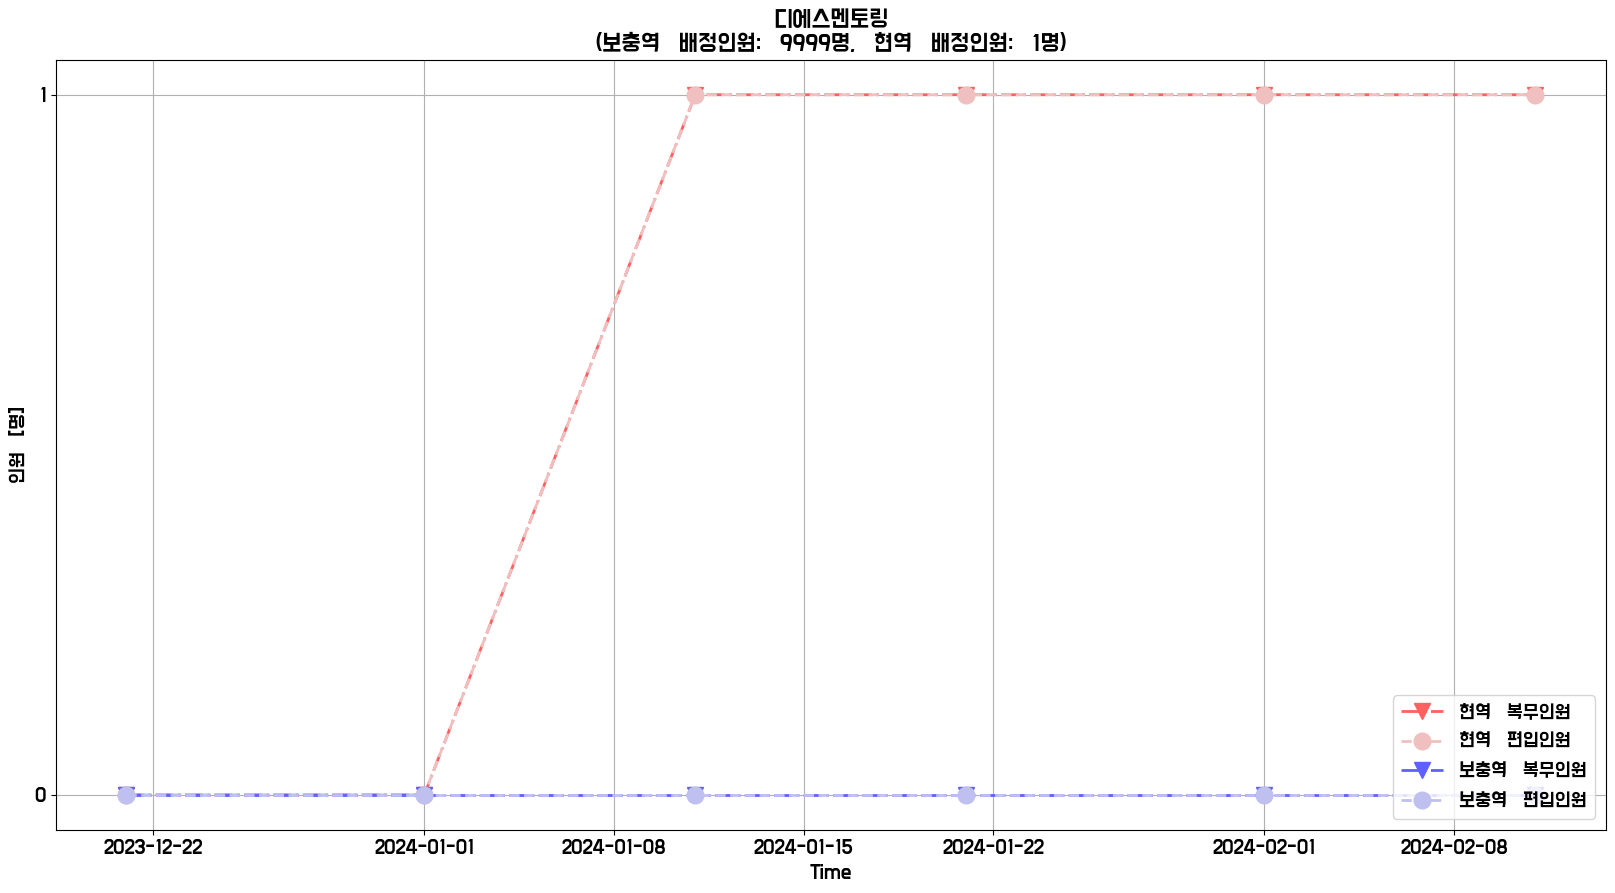 디에스멘토링
(보충역 배정인원: 9999명, 현역 배정인원: 1명)
인원 [명]
1
0
현역 복무인원
현역 편입인원
보충역 복무인원
보충역 편입인원
2023-12-22 2024-01-01 2024-01-08 2024-01-15 2024-01-22 2024-02-01 2024-02-08
Time